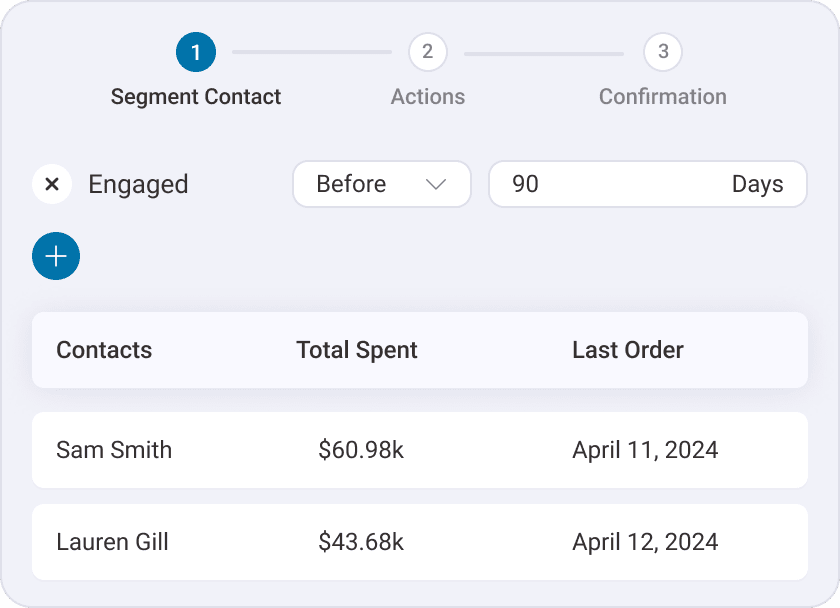 1 2 3
Segment Contact Actions Confirmation
Engaged Before 90 Days
Contacts Total Spent Last Order
Sam Smith $60.98k April 11, 2024
Lauren Gill $43.68k April 12, 2024